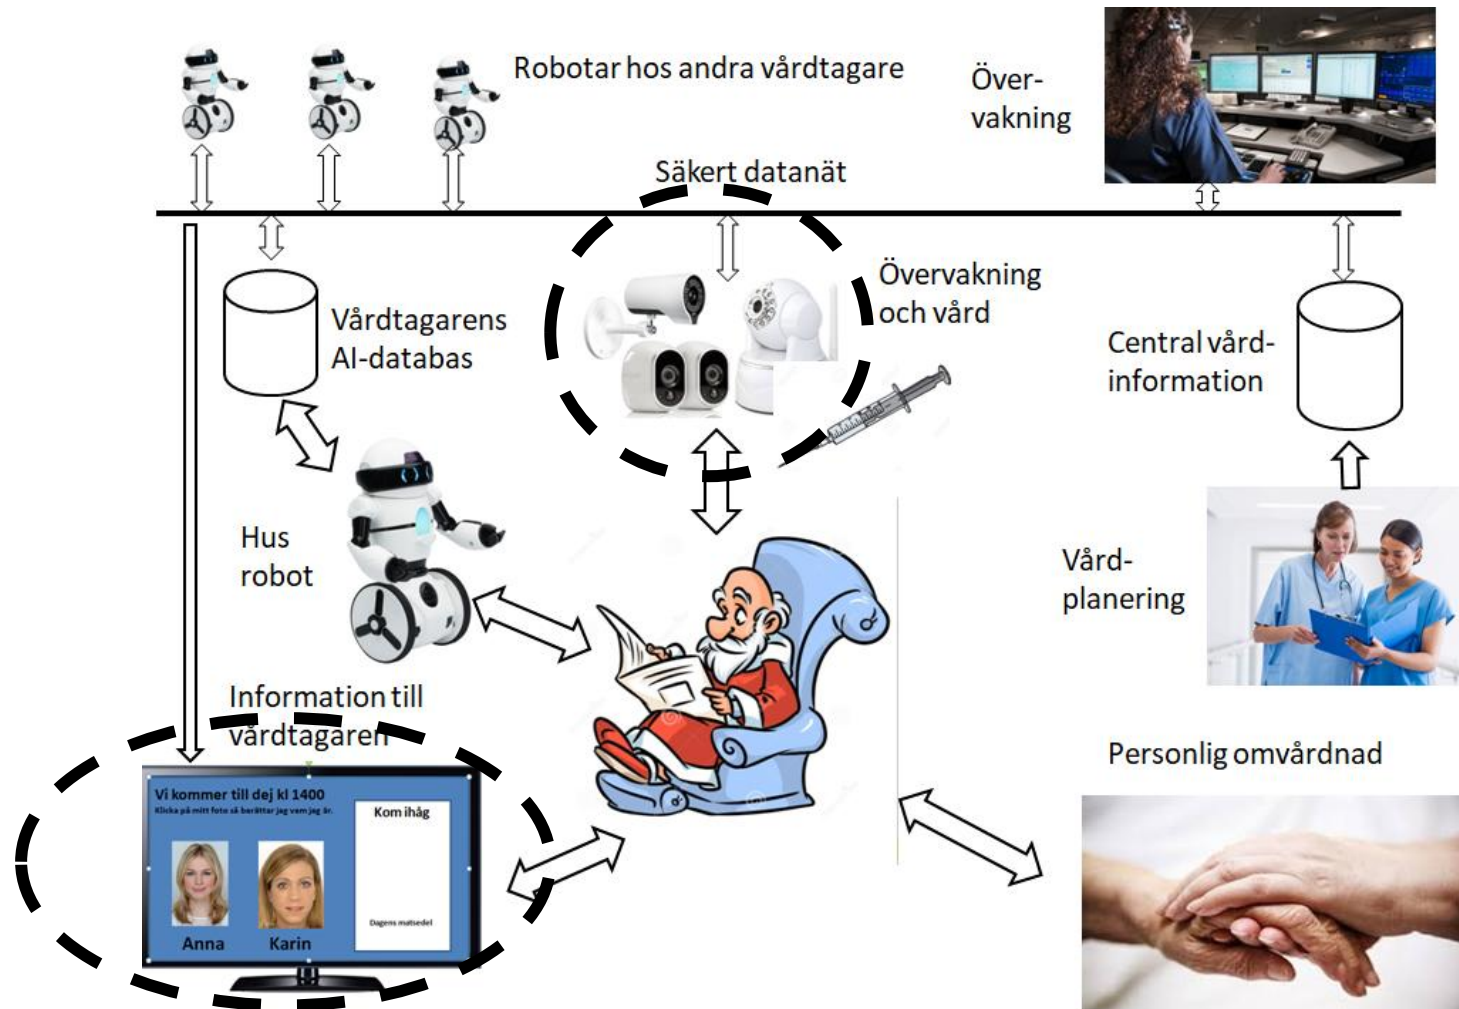 Robotar hos andra vårdtagare
Över-
vakning
Säkert datanät
Övervakning
och vård
Vårdtagarens
AI-databas
Central vård-
information
Hus
robot
Vård-
planering
Information till
vårdtagaren
Personlig omvårdnad
Vi kommer till dej kl 1400
Klicka på mitt foto så berättar jag vem jag är.
Kom ihåg
Dagens matsedel
Anna
Karin